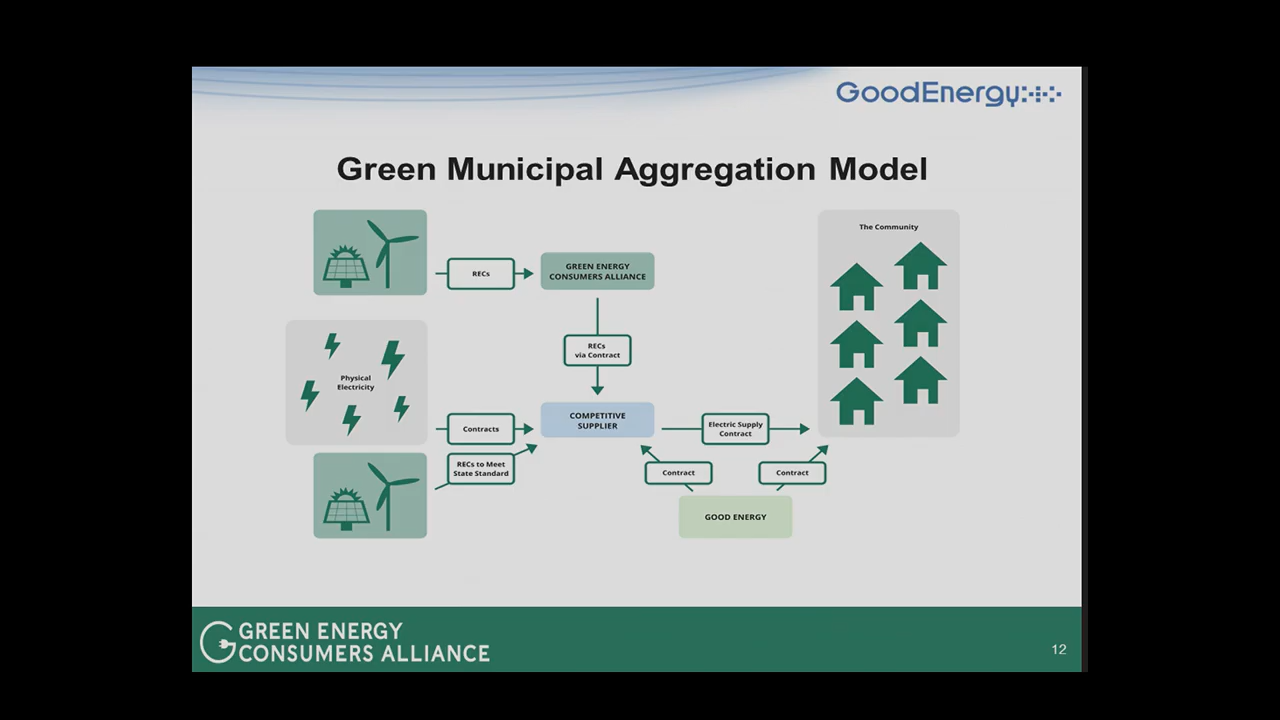 GoodEnergy
Green Municipal Aggregation Model
The Community
RECs
GREEN ENERGY
CONSUMERS ALLIANCE
RECs
via Contract
Physical
Electricity
Contracts
COMPETITIVE
SUPPLIER
Electric Supply
Contract
RECs to Meet
State Standard
Contract
Contract
GOOD ENERGY
GREEN ENERGY
CONSUMERS ALLIANCE
12